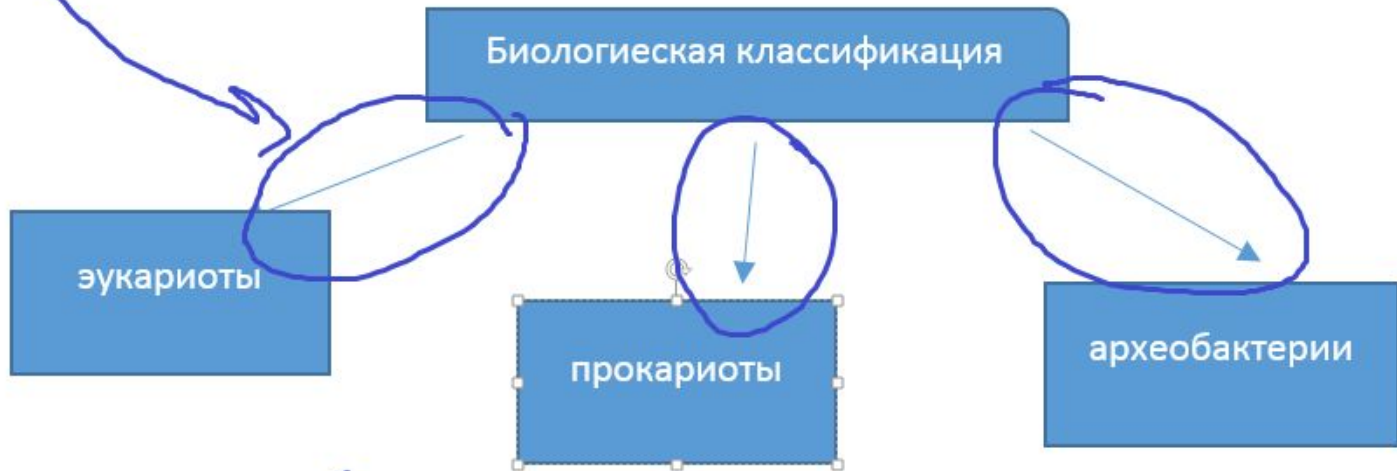 Биологиеская классификация
эукариоты
прокариоты
археобактерии